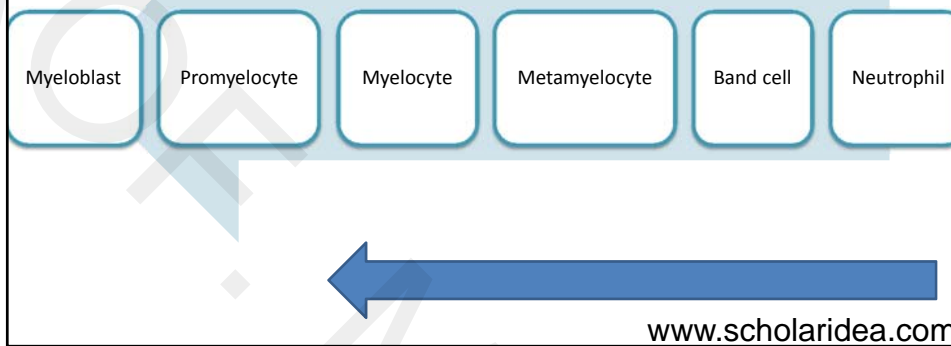 Myeloblast Promyelocyte Myelocyte Metamyelocyte Band cell Neutrophil
www.scholaridea.com